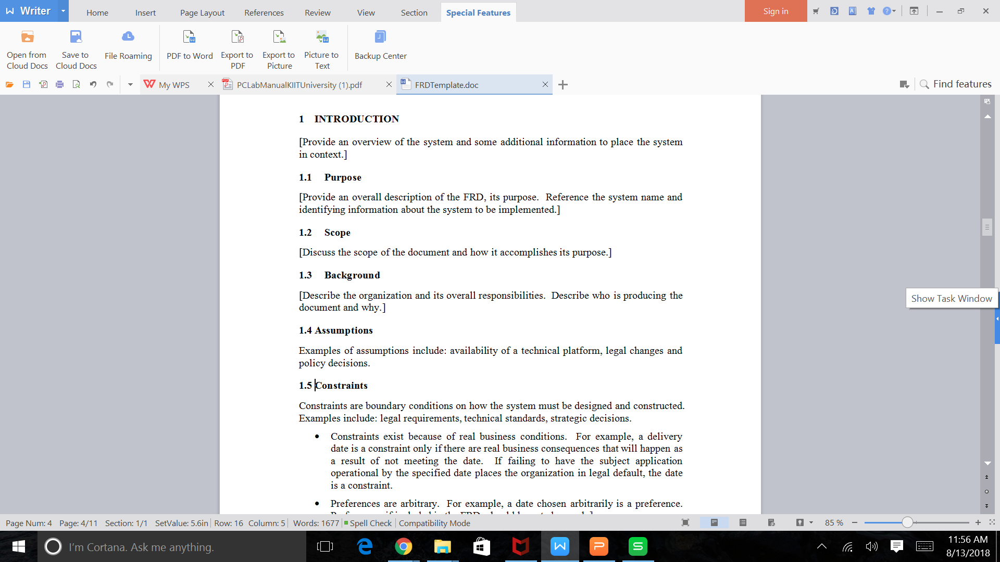 Writer Home Insert Page Layout References Review View Section Special Features Sign in
Open from Cloud Docs
Save to Cloud Docs
File Roaming
PDF to Word
Export to PDF
Export to Picture
Picture to Text
Backup Center
My WPS PCLabManualKIITUniversity (1).pdf FRDTemplate.doc Find features
1 INTRODUCTION
[Provide an overview of the system and some additional information to place the system
in context.]
1.1 Purpose
[Provide an overall description of the FRD, its purpose. Reference the system name and
identifying information about the system to be implemented.]
1.2 Scope
[Discuss the scope of the document and how it accomplishes its purpose.]
1.3 Background
[Describe the organization and its overall responsibilities. Describe who is producing the
document and why.]
Show Task Window
1.4 Assumptions
Examples of assumptions include: availability of a technical platform, legal changes and
policy decisions.
1.5 Constraints
Constraints are boundary conditions on how the system must be designed and constructed.
Examples include: legal requirements, technical standards, strategic decisions.
• Constraints exist because of real business conditions. For example, a delivery
date is a constraint only if there are real business consequences that will happen as
a result of not meeting the date. If failing to have the subject application
operational by the specified date places the organization in legal default, the date
is a constraint.
• Preferences are arbitrary. For example, a date chosen arbitrarily is a preference.
Page Num: 4 Page: 4/11 Section: 1/1 SetValue: 5.6in Row: 16 Column: 5 Words: 1677 Spell Check Compatibility Mode 85 %
I'm Cortana. Ask me anything.
11:56 AM
8/13/2018